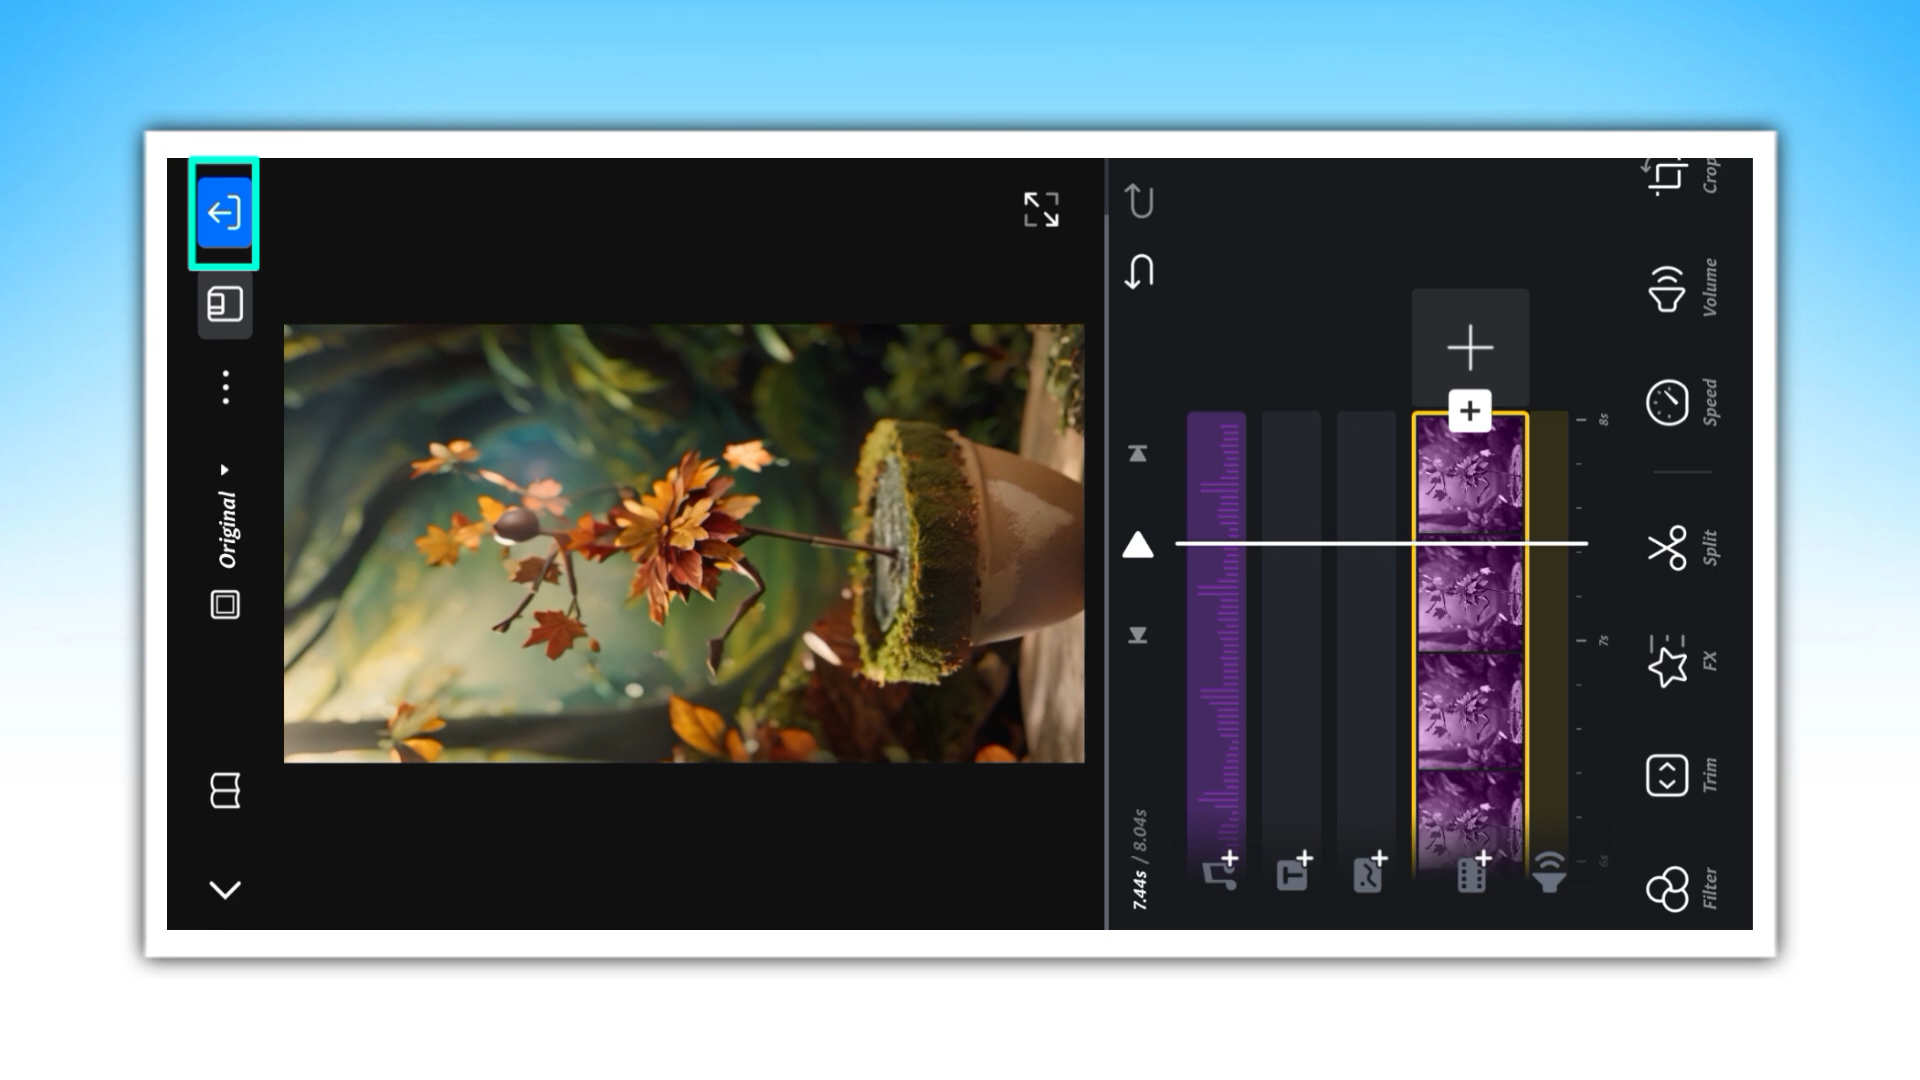 Original
7.44s / 8.04s
6s
7s
8s
Filter
Trim
FX
Split
Speed
Volume
Crop